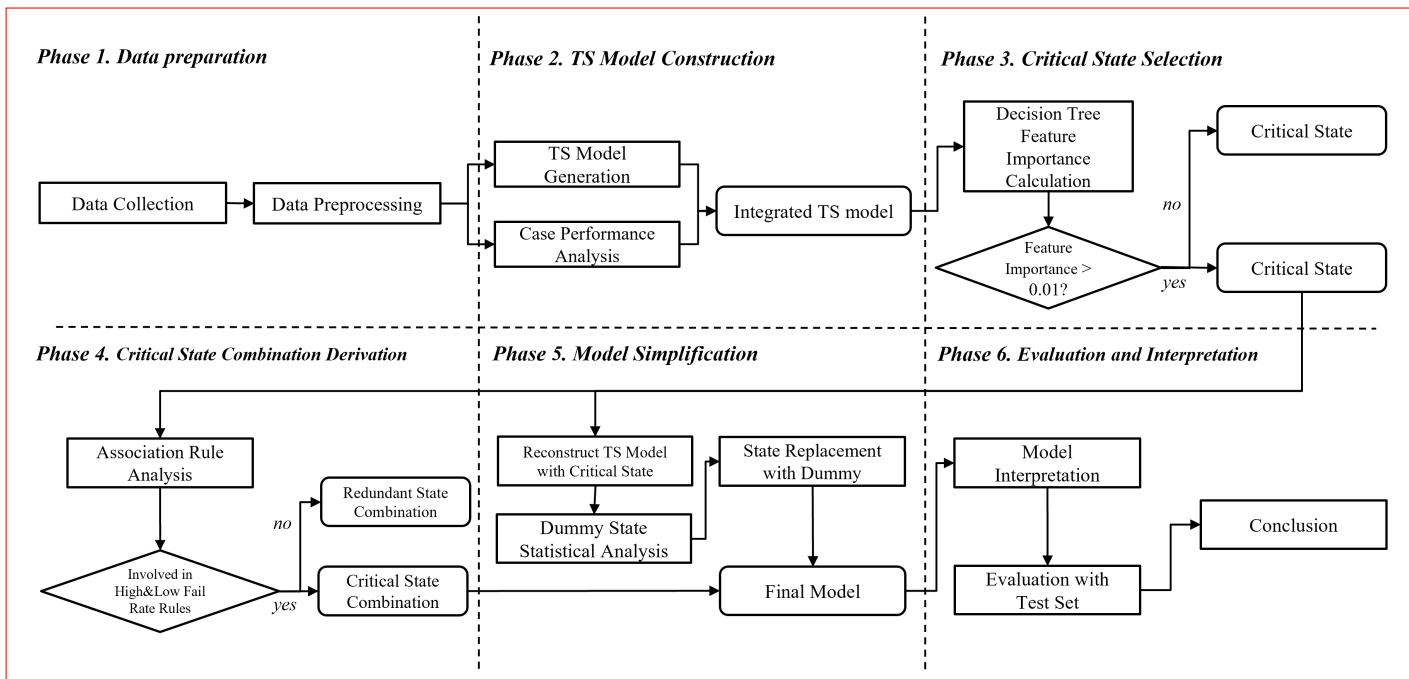 Phase 1. Data preparation
Data Collection
Data Preprocessing
Phase 2. TS Model Construction
TS Model
Generation
Case Performance
Analysis
Integrated TS model
Phase 3. Critical State Selection
Decision Tree
Feature
Importance
Calculation
Feature
Importance >
0.01?
no
yes
Critical State
Critical State
Phase 4. Critical State Combination Derivation
Association Rule
Analysis
Involved in
High&Low Fail
Rate Rules
no
yes
Redundant State
Combination
Critical State
Combination
Phase 5. Model Simplification
Reconstruct TS Model
with Critical State
Dummy State
Statistical Analysis
State Replacement
with Dummy
Final Model
Phase 6. Evaluation and Interpretation
Model
Interpretation
Evaluation with
Test Set
Conclusion